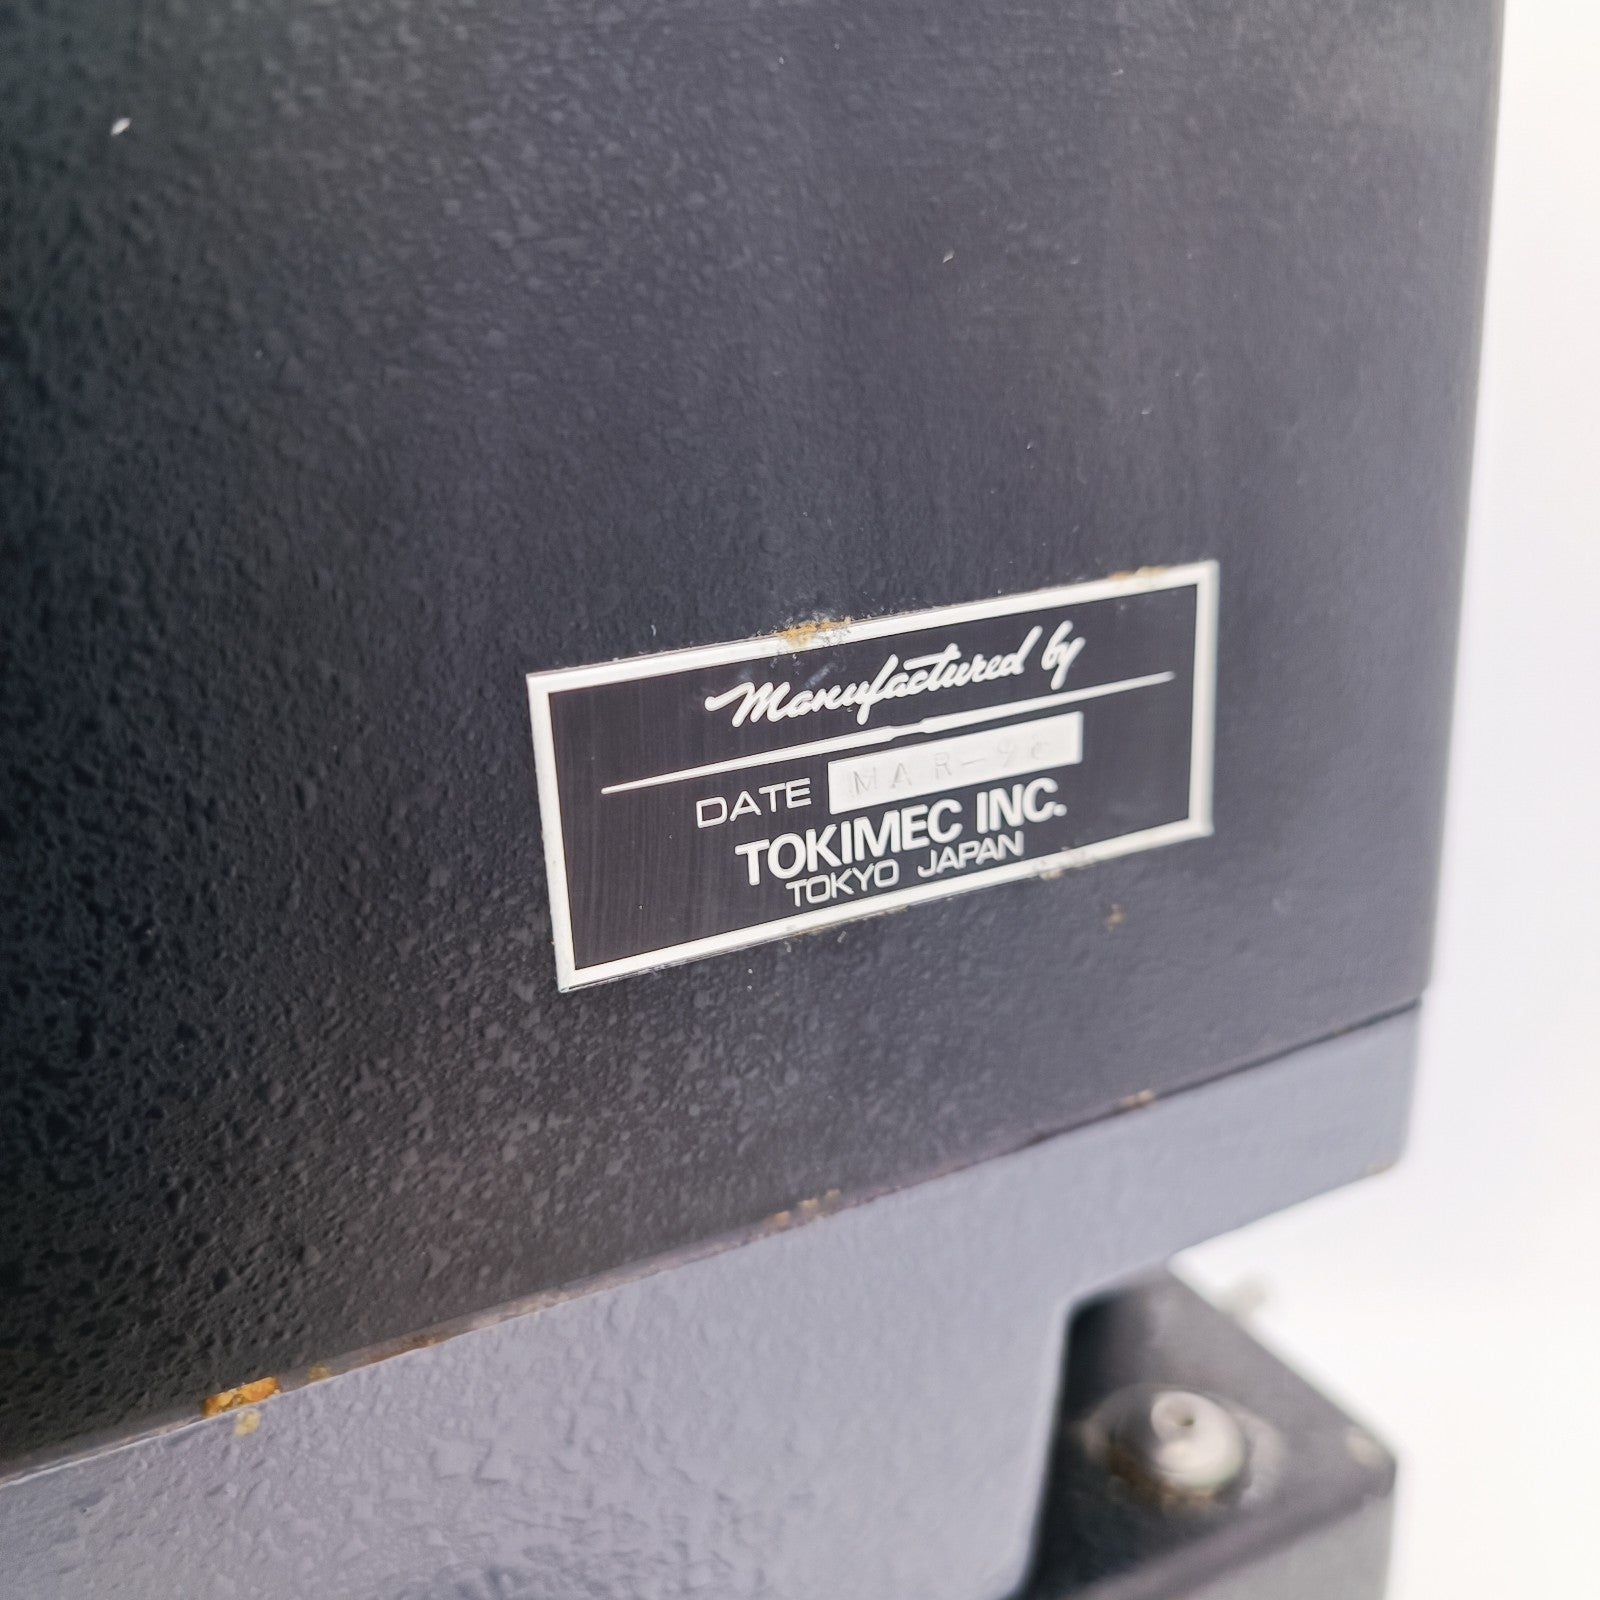 Manufactured by
DATE
TOKIMEC INC.
TOKYO JAPAN